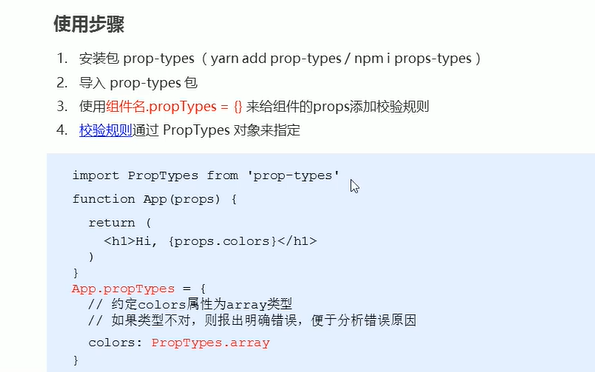 使用步骤
1. 安装包 prop-types（yarn add prop-types / npm i props-types）
2. 导入 prop-types 包
3. 使用组件名.propTypes = {} 来给组件的props添加校验规则
4. 校验规则通过 PropTypes 对象来指定
import PropTypes from 'prop-types'
function App(props) {
return (
<h1>Hi, {props.colors}</h1>
)
}
App.propTypes = {
// 约定colors属性为array类型
// 如果类型不对，则报出明确错误，便于分析错误原因
colors: PropTypes.array
}